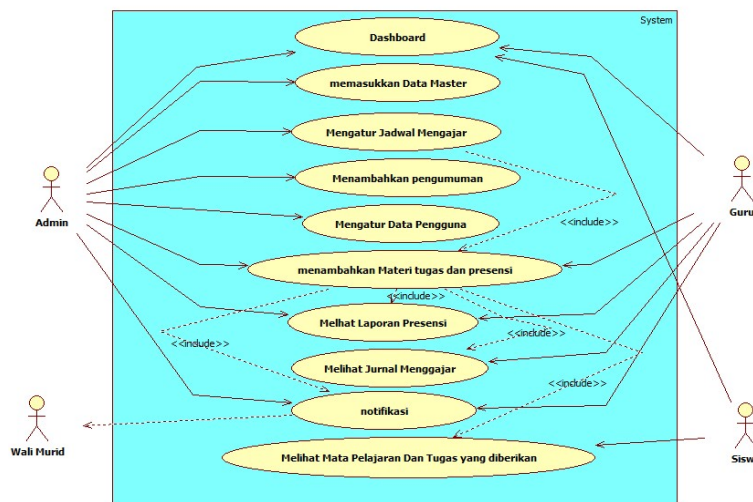 System
Dashboard
memasukkan Data Master
Mengatur Jadwal Mengajar
Menambahkan pengumuman
Admin
Guru
Mengatur Data Pengguna
<<include>>
menambahkan Materi tugas dan presensi
<<include>>
Melhat Laporan Presensi
<<include>>
<<include>>
Melihat Jurnal Menggajar
<<include>>
notifikasi
Wali Murid
Melihat Mata Pelajaran Dan Tugas yang diberikan
Sisw